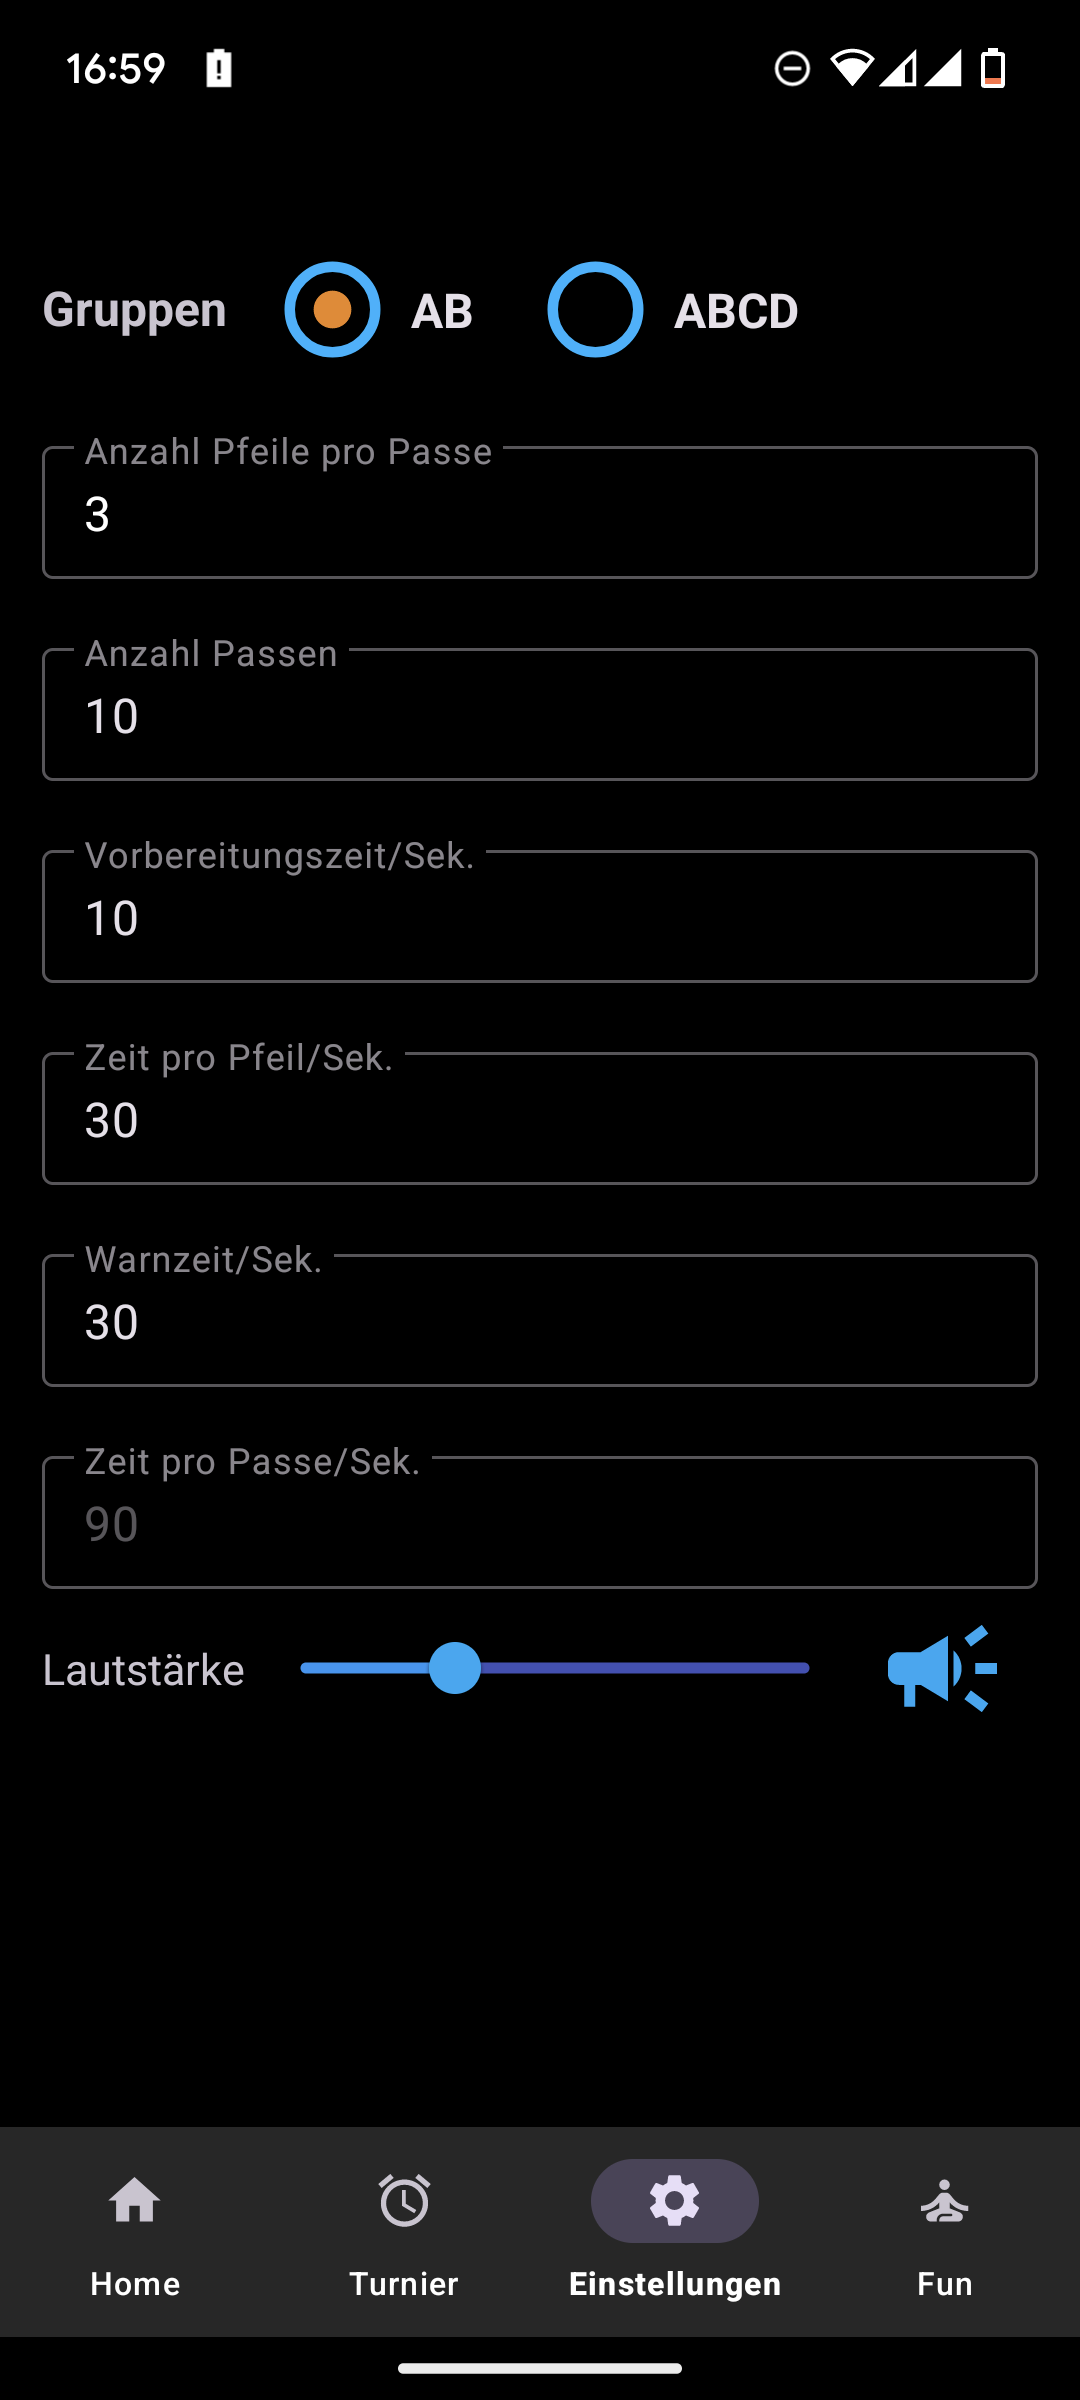 16:59
Gruppen AB ABCD
Anzahl Pfeile pro Passe
3
Anzahl Passen
10
Vorbereitungszeit/Sek.
10
Zeit pro Pfeil/Sek.
30
Warnzeit/Sek.
30
Zeit pro Passe/Sek.
90
Lautstärke
Home Turnier Einstellungen Fun